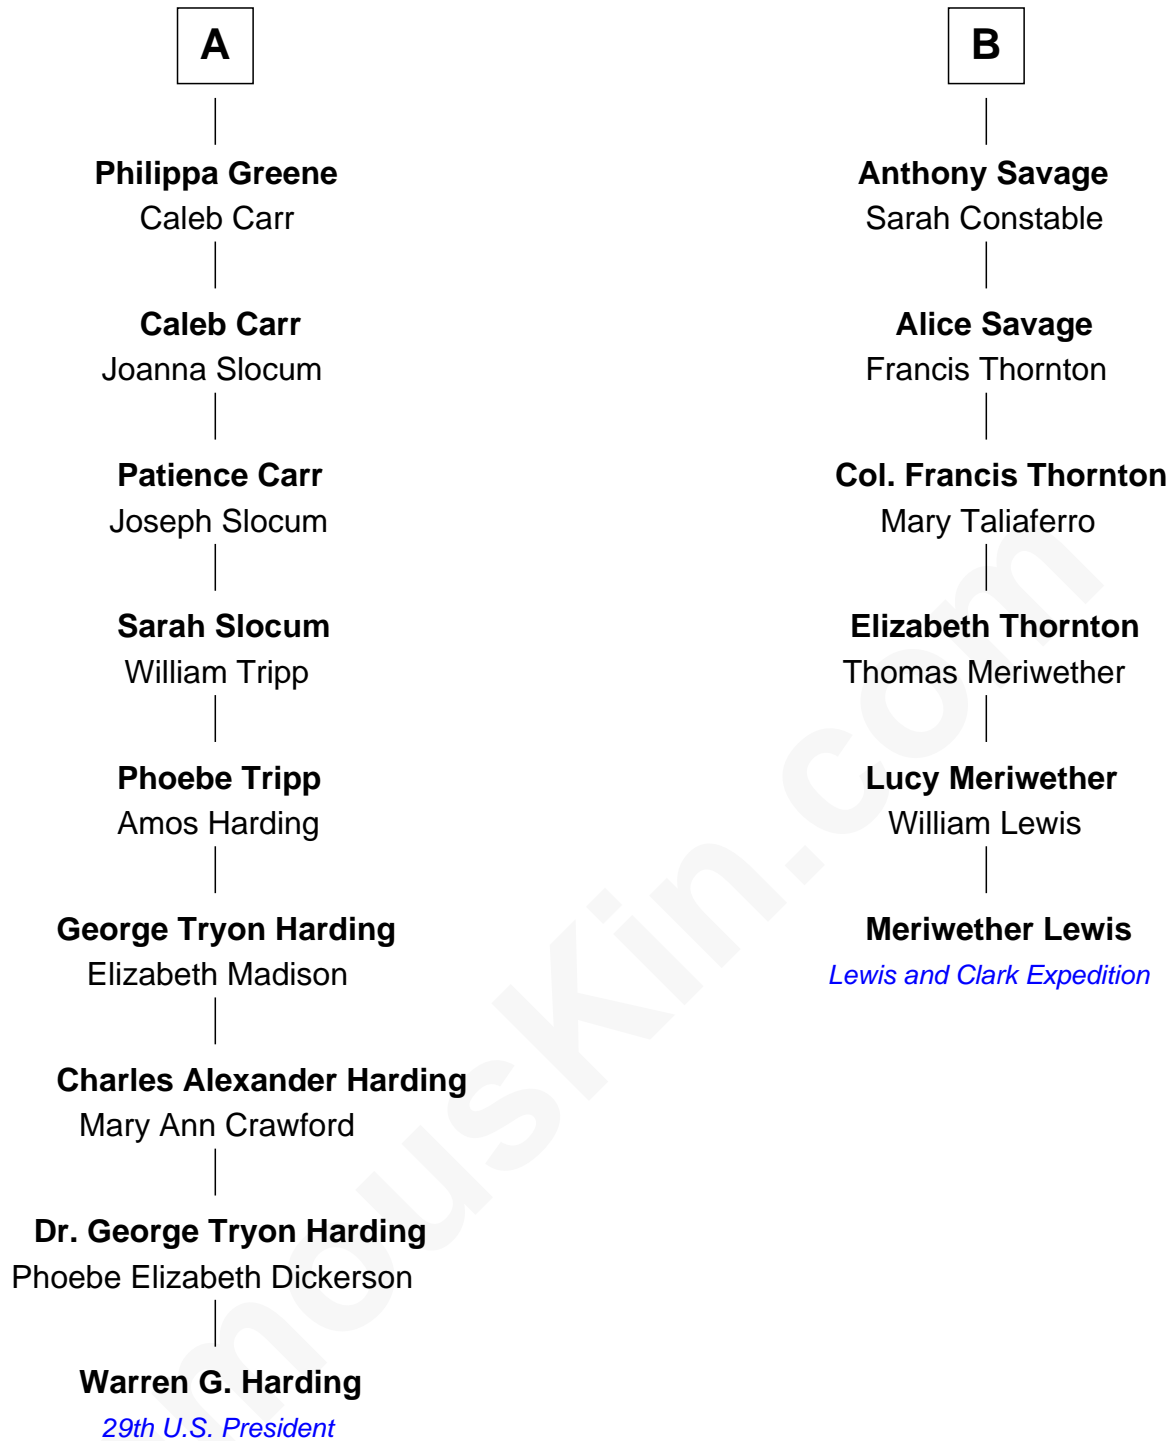 A
Philippa Greene
Caleb Carr
Caleb Carr
Joanna Slocum
Patience Carr
Joseph Slocum
Sarah Slocum
William Tripp
Phoebe Tripp
Amos Harding
George Tryon Harding
Elizabeth Madison
Charles Alexander Harding
Mary Ann Crawford
Dr. George Tryon Harding
Phoebe Elizabeth Dickerson
Warren G. Harding
29th U.S. President
B
Anthony Savage
Sarah Constable
Alice Savage
Francis Thornton
Col. Francis Thornton
Mary Taliaferro
Elizabeth Thornton
Thomas Meriwether
Lucy Meriwether
William Lewis
Meriwether Lewis
Lewis and Clark Expedition
mousKin.com